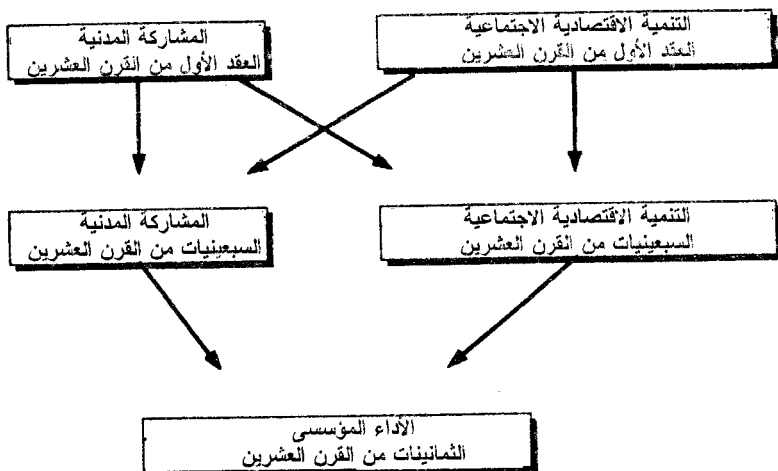 التنمية الاقتصادية الاجتماعية
العقد الأول من القرن العشرين
المشاركة المدنية
العقد الأول من القرن العشرين
التنمية الاقتصادية الاجتماعية
السبعينيات من القرن العشرين
المشاركة المدنية
السبعينيات من القرن العشرين
الأداء المؤسسى
الثمانينات من القرن العشرين